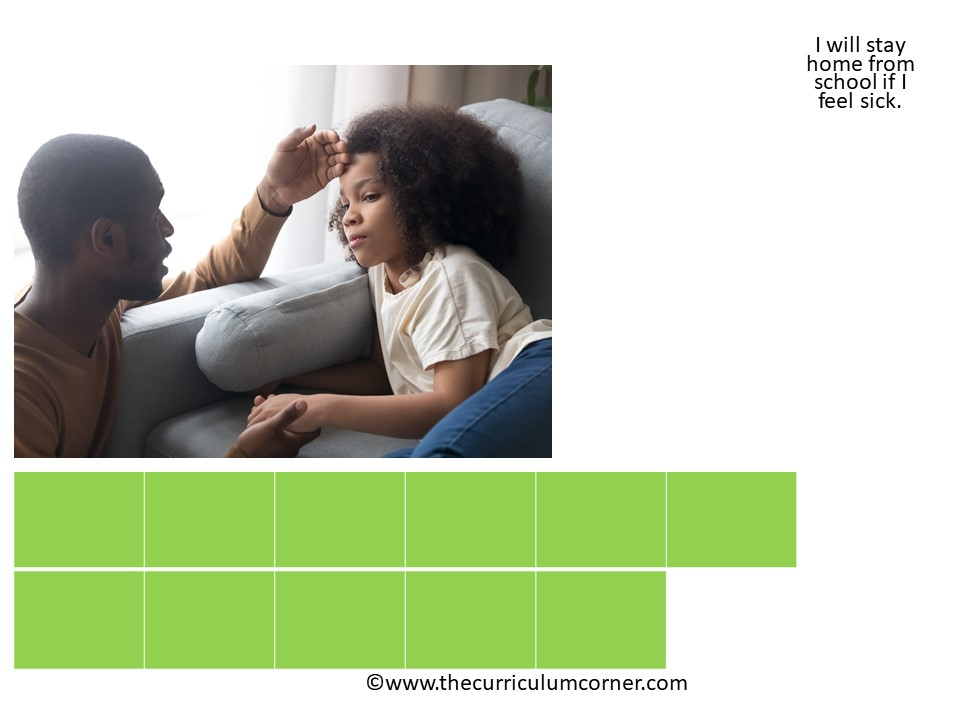 I will stay
home from
school if I
feel sick.
©www.thecurriculumcorner.com